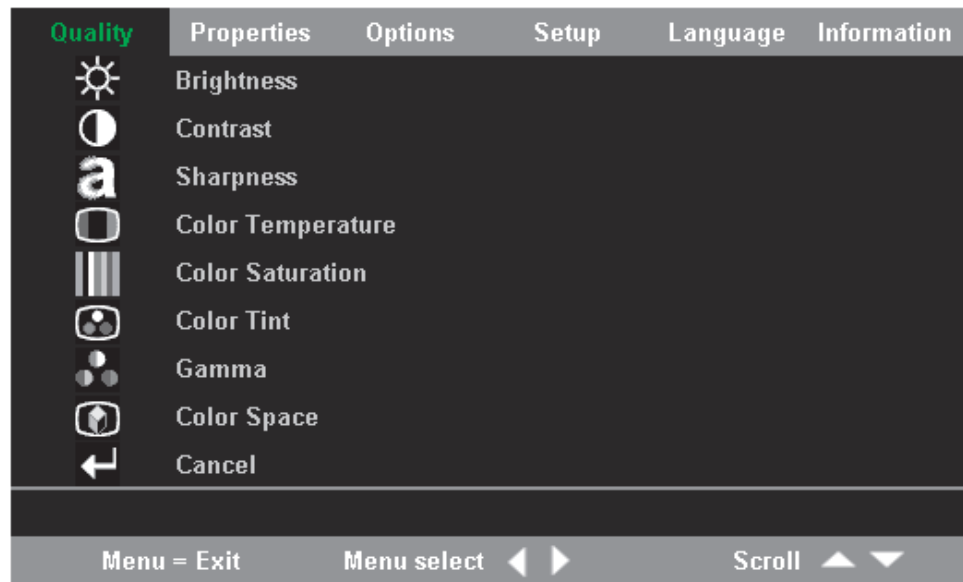 Quality Properties Options Setup Language Information
Brightness
Contrast
a Sharpness
Color Temperature
Color Saturation
Color Tint
Gamma
Color Space
Cancel
Menu = Exit Menu select Scroll